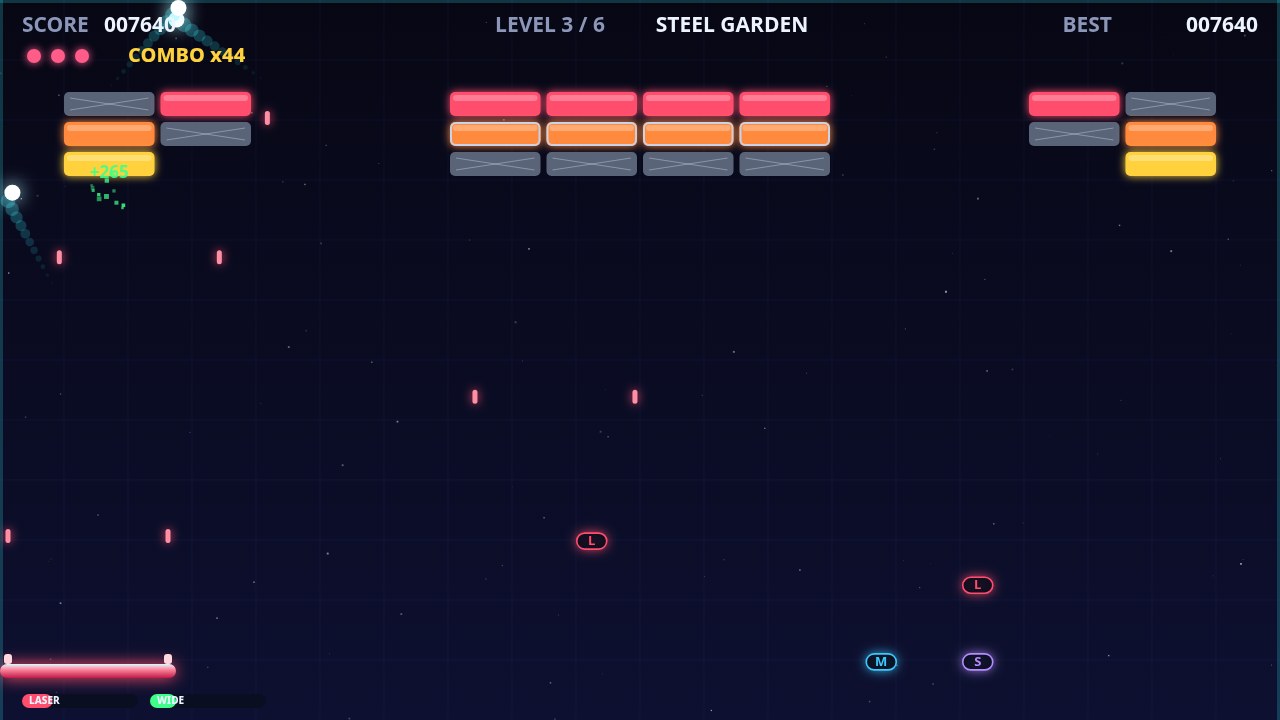 SCORE 007640 LEVEL 3 / 6 STEEL GARDEN BEST 007640
COMBO x44
+265
L
L
M S
LASER WIDE